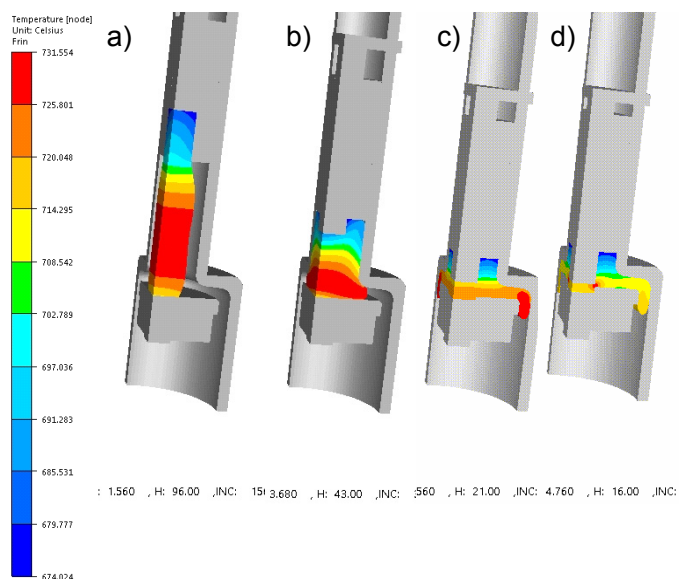 Temperature [node]
Unit: Celsius
Frin
731.554
725.801
720.048
714.295
708.542
702.789
697.036
691.283
685.531
679.777
674.024
a) b) c) d)
: 1.560 , H: 96.00 ,INC: 15 3.680 , H: 43.00 ,INC: :560 , H: 21.00 ,INC: 4.760 , H: 16.00 ,INC: